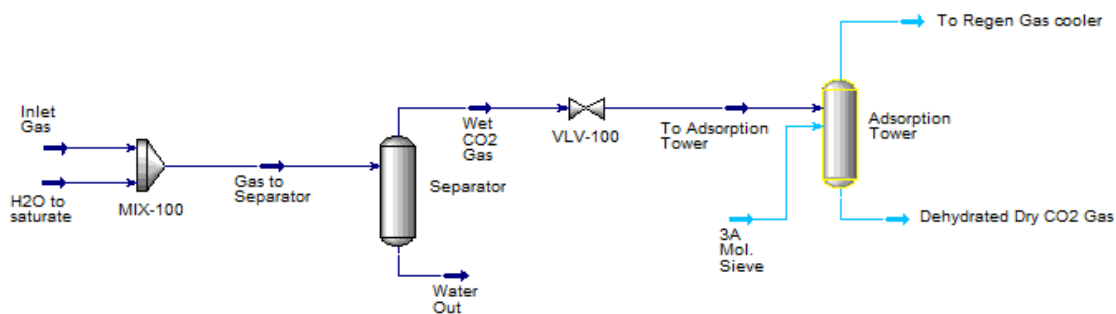 To Regen Gas cooler
Inlet
Gas
Wet
CO2
Gas
VLV-100
To Adsorption
Tower
Adsorption
Tower
Gas to
Separator
Separator
H2O to
saturate
MIX-100
3A
Mol.
Sieve
Dehydrated Dry CO2 Gas
Water
Out